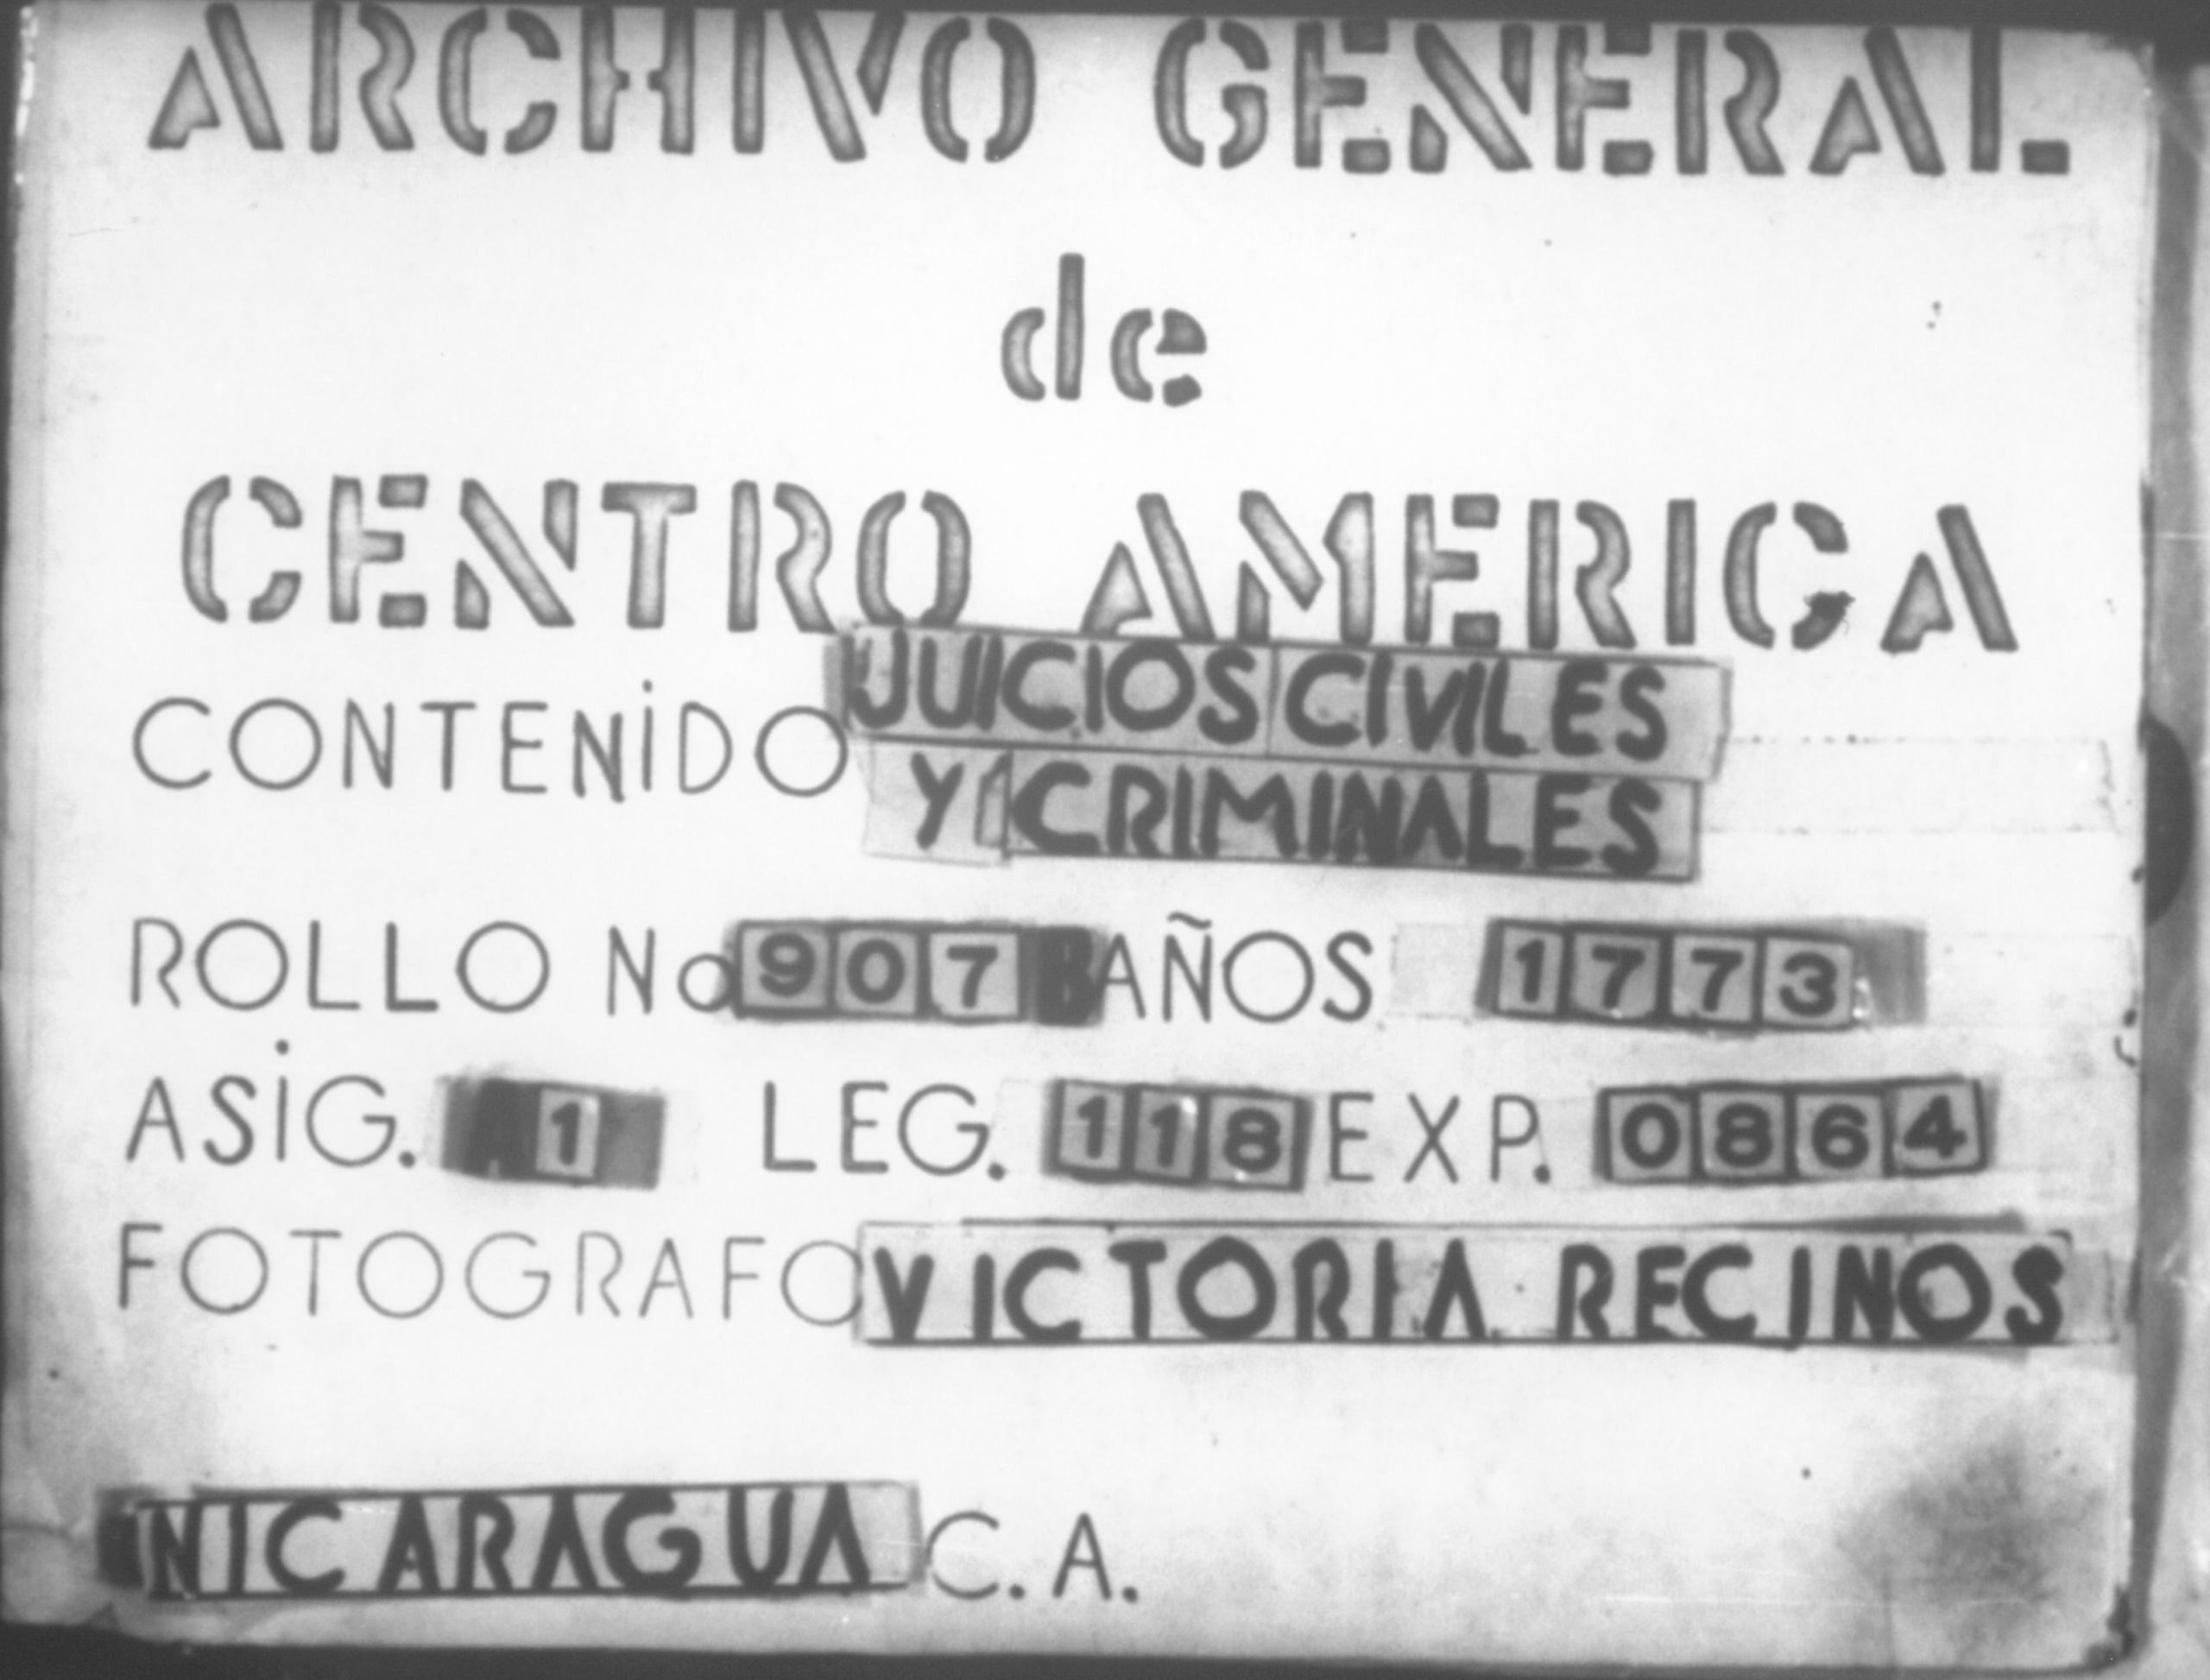 ARCHIVO GENERAL
de
CENTRO AMERICA
CONTENIDO JUICIOS CIVILES
Y CRIMINALES
ROLLO No 907 B AÑOS 1773
ASIG. A1 LEG. 118 EXP. 0864
FOTOGRAFO VICTORIA RECINOS
NICARAGUA C.A.